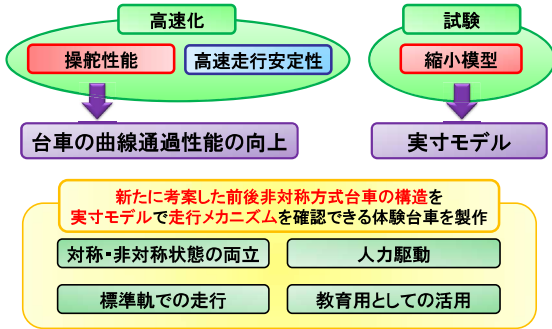 高速化
試験
操舵性能
高速走行安定性
縮小模型
台車の曲線通過性能の向上
実寸モデル
新たに考案した前後非対称方式台車の構造を
実寸モデルで走行メカニズムを確認できる体験台車を製作
対称・非対称状態の両立
人力駆動
標準軌での走行
教育用としての活用